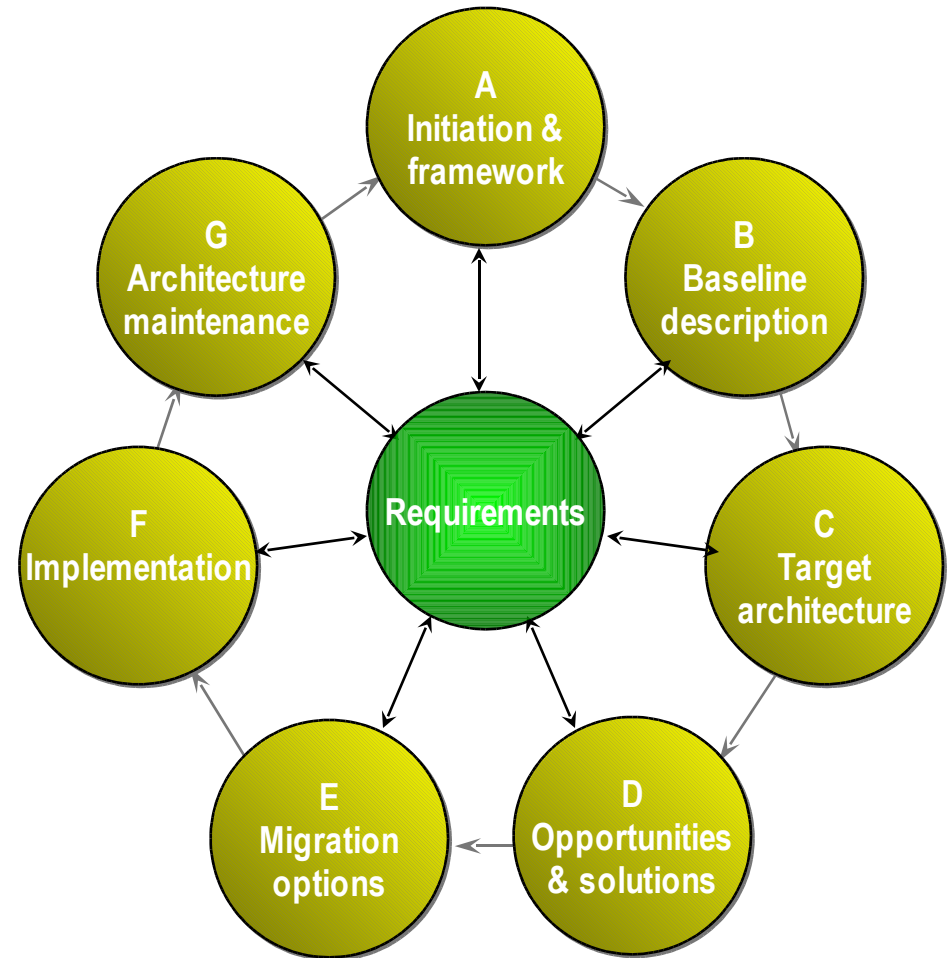 A
Initiation &
framework
B
Baseline
description
C
Target
architecture
D
Opportunities
& solutions
E
Migration
options
F
Implementation
G
Architecture
maintenance
Requirements